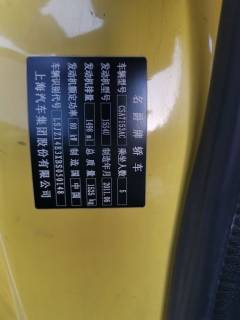 名爵牌轿车
车辆型号 CSA7153AC 乘坐人数 5
发动机型号 15S4U 制造年月 2011.06
发动机排量 1498 ml 总质量 1525 kg
发动机额定功率 80 kW 制造国 中国
车辆识别代号 LSJZ14E3XBS050148
上海汽车集团股份有限公司